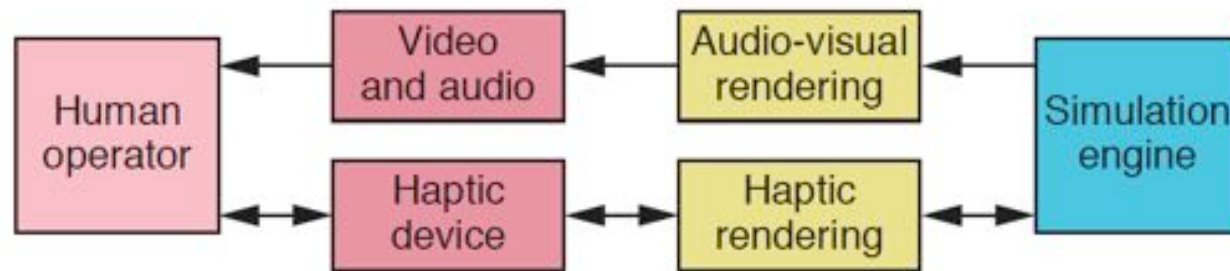 Human
operator
Video
and audio
Audio-visual
rendering
Simulation
engine
Haptic
device
Haptic
rendering